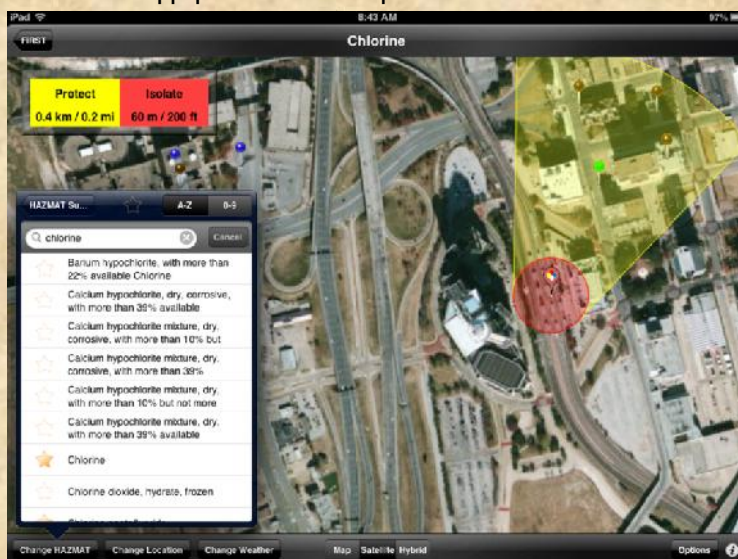 iPad
8:43 AM
97%
FIRST
Chlorine
Protect
Isolate
0.4 km / 0.2 mi
60 m / 200 ft
HAZMAT Su...
A-Z
0-9
chlorine
Cancel
Barium hypochlorite, with more than
22% available Chlorine
Calcium hypochlorite, dry, corrosive,
with more than 39% available
Calcium hypochlorite mixture, dry,
corrosive, with more than 10% but
Calcium hypochlorite mixture, dry,
corrosive, with more than 39%
Calcium hypochlorite mixture, dry,
with more than 10% but not more
Calcium hypochlorite mixture, dry,
with more than 39% available
Chlorine
Chlorine dioxide, hydrate, frozen
Change HAZMAT
Change Location
Change Weather
Map
Satellite
Hybrid
Options